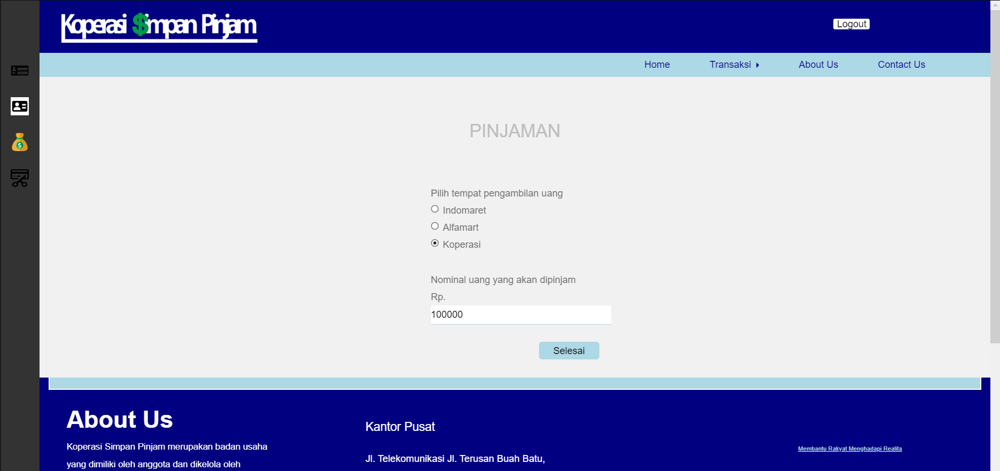 Koperasi $impan Pinjam
Logout
Home
Transaksi
About Us
Contact Us
PINJAMAN
Pilih tempat pengambilan uang
Indomaret
Alfamart
Koperasi
Nominal uang yang akan dipinjam
Rp.
100000
Selesai
About Us
Koperasi Simpan Pinjam merupakan badan usaha
yang dimiliki oleh anggota dan dikelola oleh
Kantor Pusat
Jl. Telekomunikasi Jl. Terusan Buah Batu,
Membantu Rakyat Menghadapi Realita